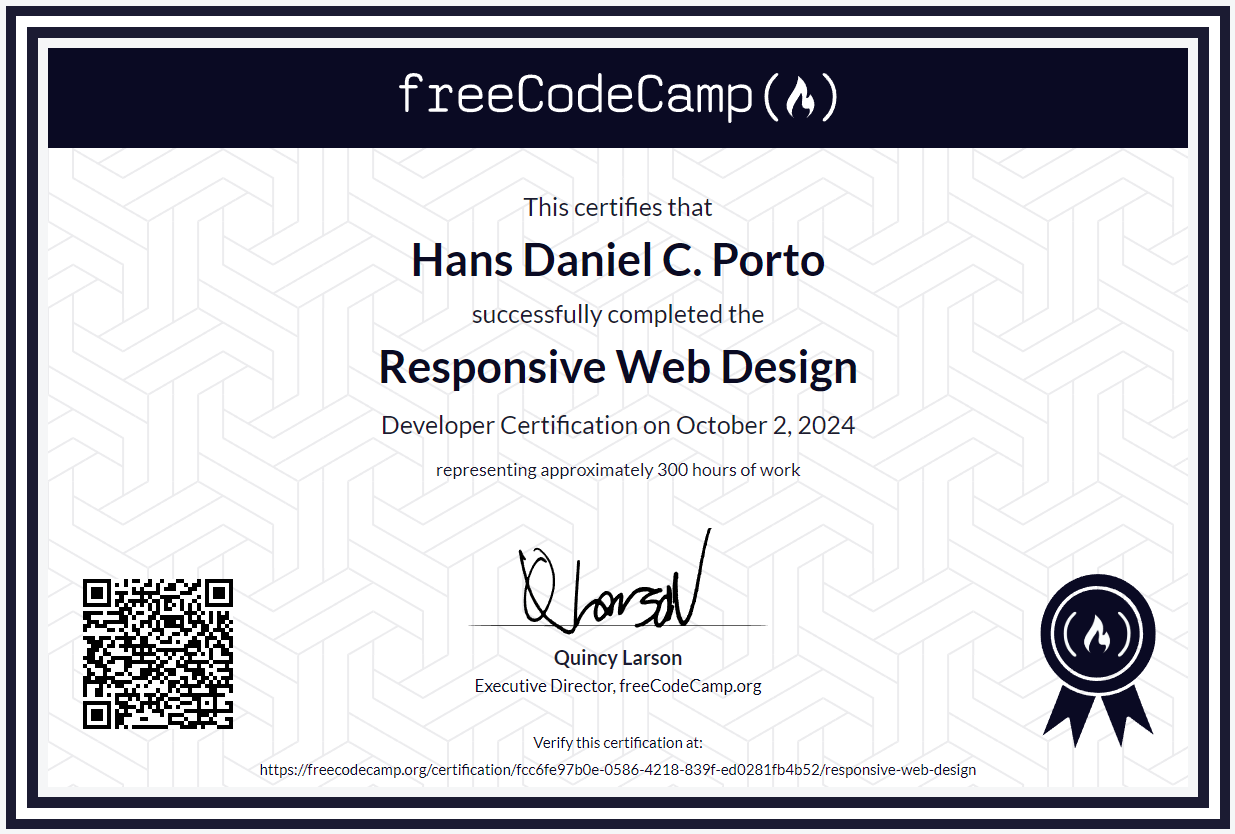 freeCodeCamp
This certifies that
Hans Daniel C. Porto
successfully completed the
Responsive Web Design
Developer Certification on October 2, 2024
representing approximately 300 hours of work
Q Larson
Quincy Larson
Executive Director, freeCodeCamp.org
Verify this certification at:
https://freecodecamp.org/certification/fcc6fe97b0e-0586-4218-839f-ed0281fb4b52/responsive-web-design